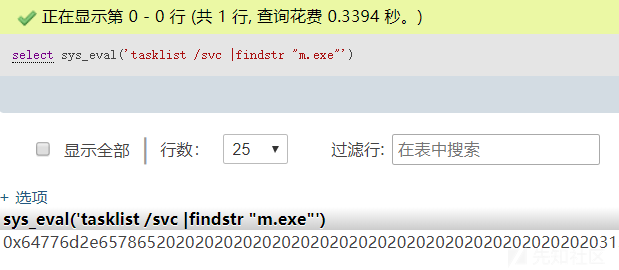 正在显示第 0 - 0 行 (共 1 行, 查询花费 0.3394 秒。)
select sys_eval('tasklist /svc |findstr "m.exe"')
显示全部 行数: 25 过滤行: 在表中搜索
+ 选项
sys_eval('tasklist /svc |findstr "m.exe"')
0x64776d2e657865202020202020202020202020202020202020202020202031
先知社区